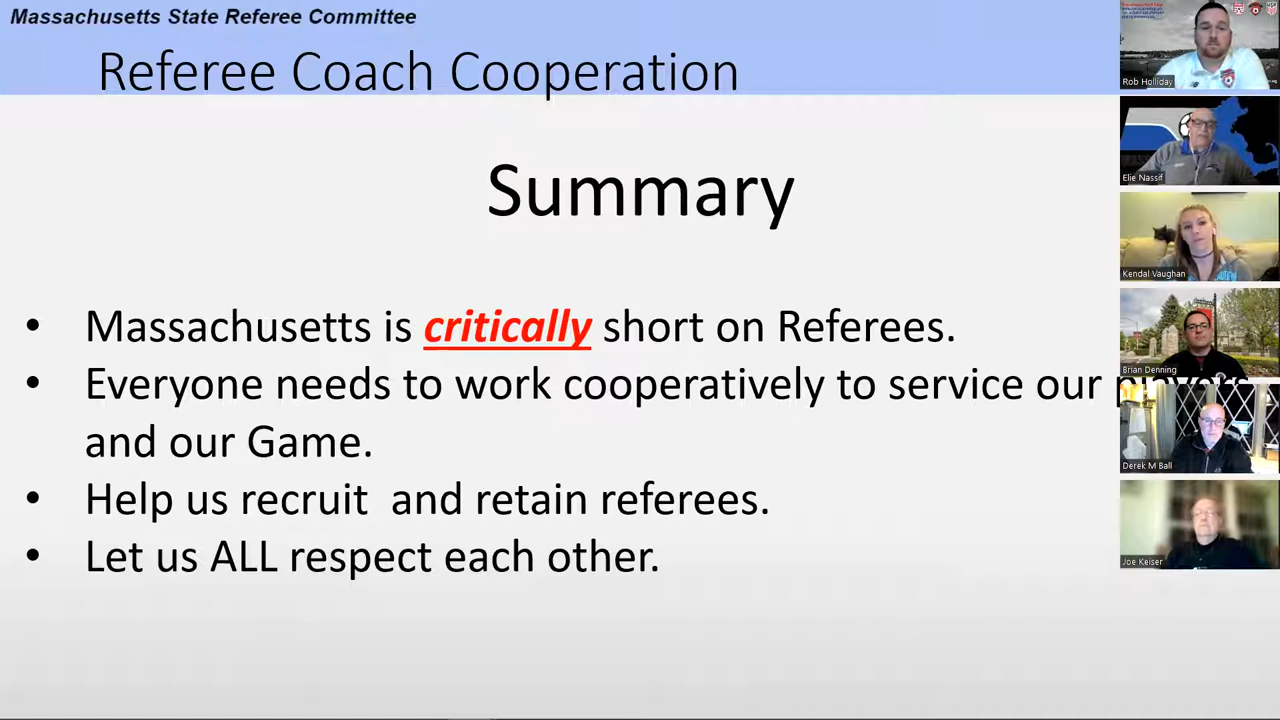 Massachusetts State Referee Committee
Referee Coach Cooperation
Summary
• Massachusetts is critically short on Referees.
• Everyone needs to work cooperatively to service our players
and our Game.
• Help us recruit  and retain referees.
• Let us ALL respect each other.
Rob Holliday
Elie Nassif
Kendal Vaughan
Brian Denning
Derek M Ball
Joe Keiser